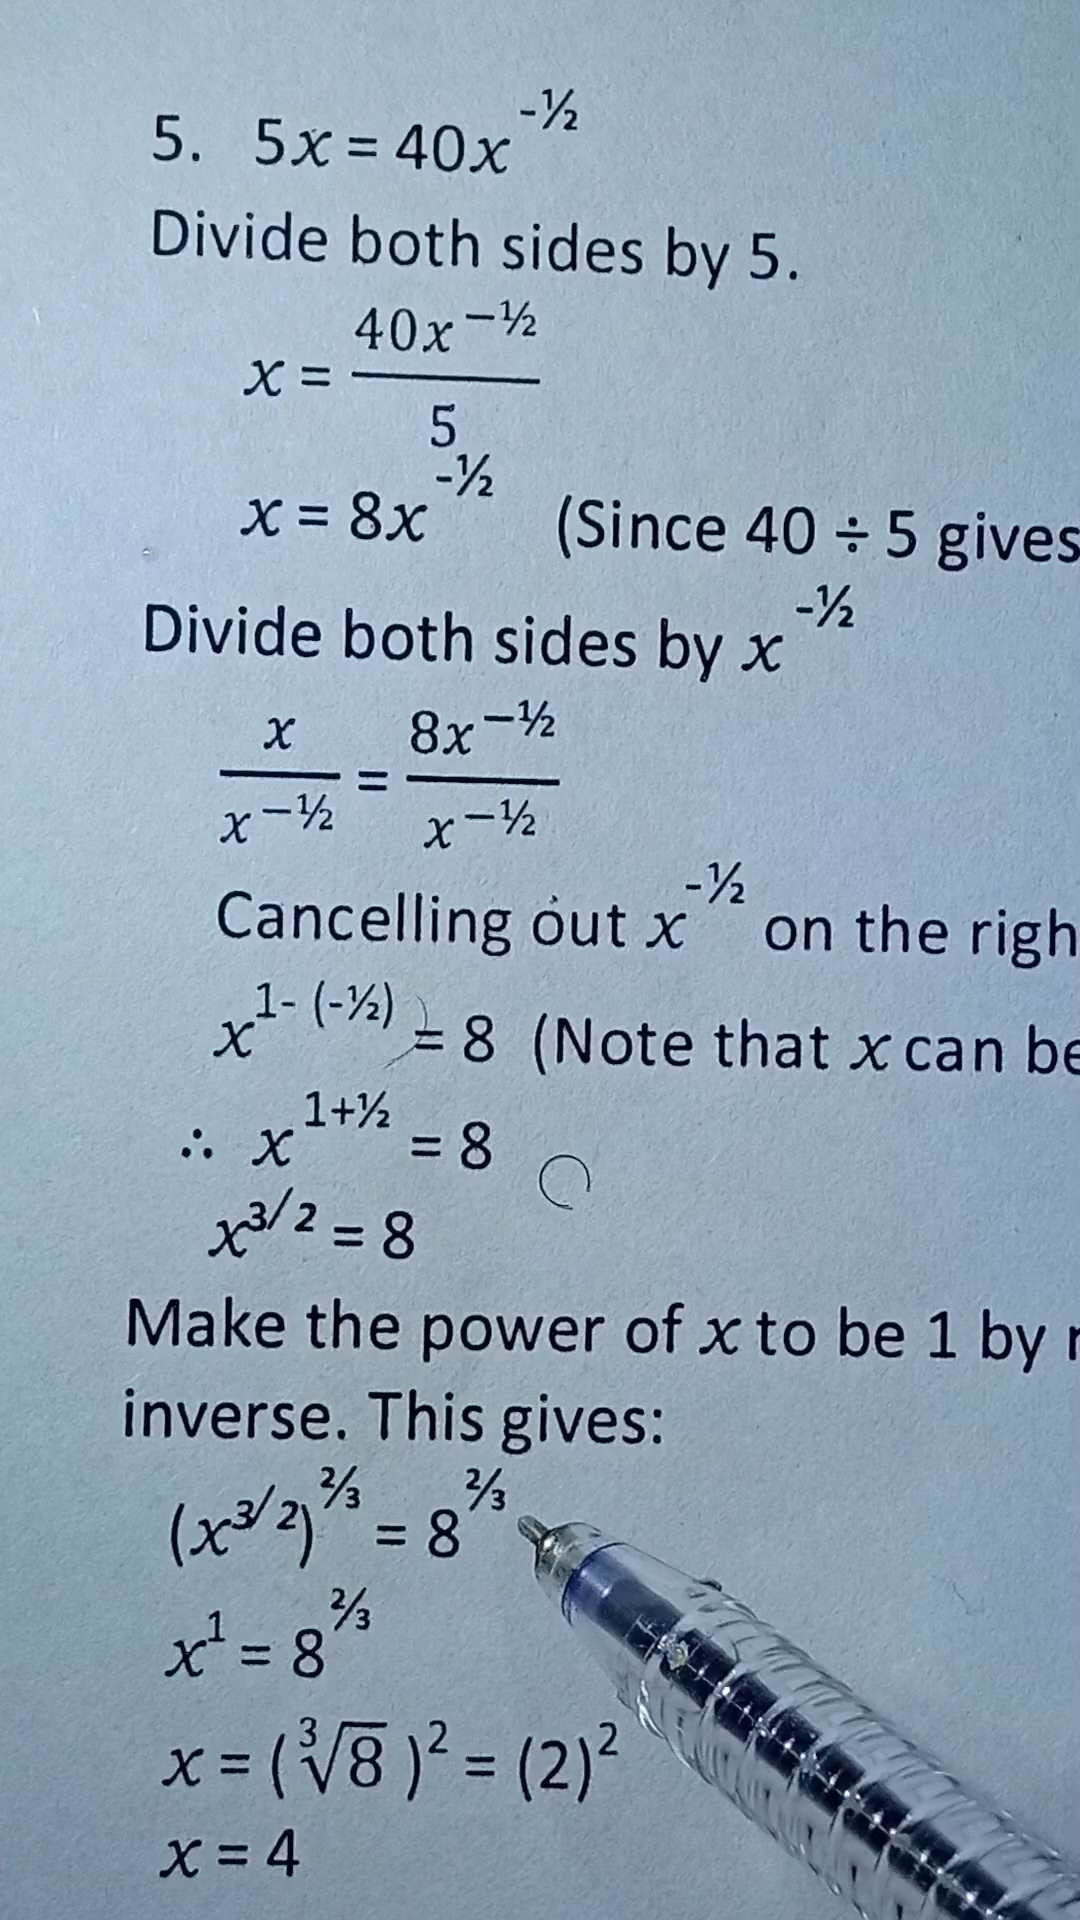 5. 5x = 40x^-½
Divide both sides by 5.
x = 40x^-½ / 5
x = 8x^-½ (Since 40 ÷ 5 gives
Divide both sides by x^-½
x / x^-½ = 8x^-½ / x^-½
Cancelling out x^-½ on the
x^1-(-½) = 8 (Note that x can
∴ x^1+½ = 8
x^3/2 = 8
Make the power of x to be 1 by
inverse. This gives:
(x^3/2)^⅔ = 8^⅔
x^1 = 8^⅔
x = (∛8)^2 = (2)^2
x = 4